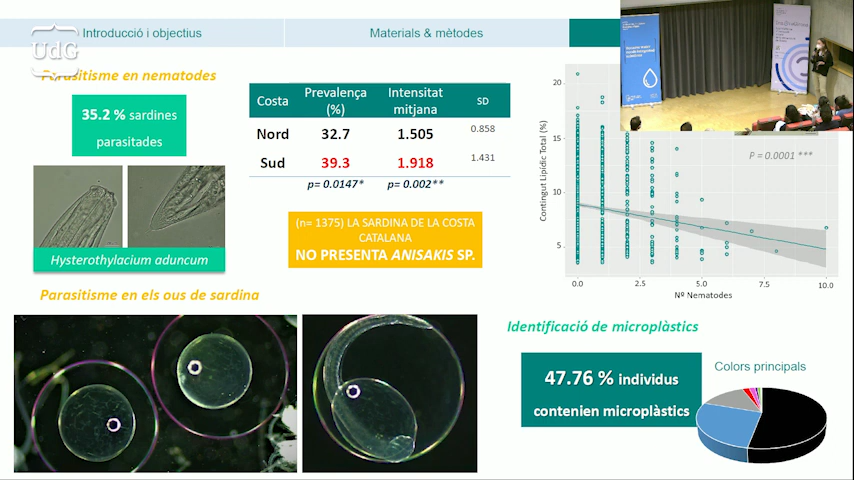 Introducció i objectius
Materials & mètodes
UdG
Parasitisme en nematodes
35.2 % sardines
parasitades
Costa
Prevalença
(%)
Intensitat
mitjana
SD
Nord
32.7
1.505
0.858
Sud
39.3
1.918
1.431
p= 0.0147*
p= 0.002**
Hysterothylacium aduncum
(n= 1375) LA SARDINA DE LA COSTA
CATALANA
NO PRESENTA ANISAKIS SP.
Contingut Lipídic Total (%)
20
15
10
5
P = 0.0001 ***
0.0
2.5
5.0
7.5
10.0
Nº Nematodes
Parasitisme en els ous de sardina
Identificació de microplàstics
47.76 % individus
contenien microplàstics
Colors principals